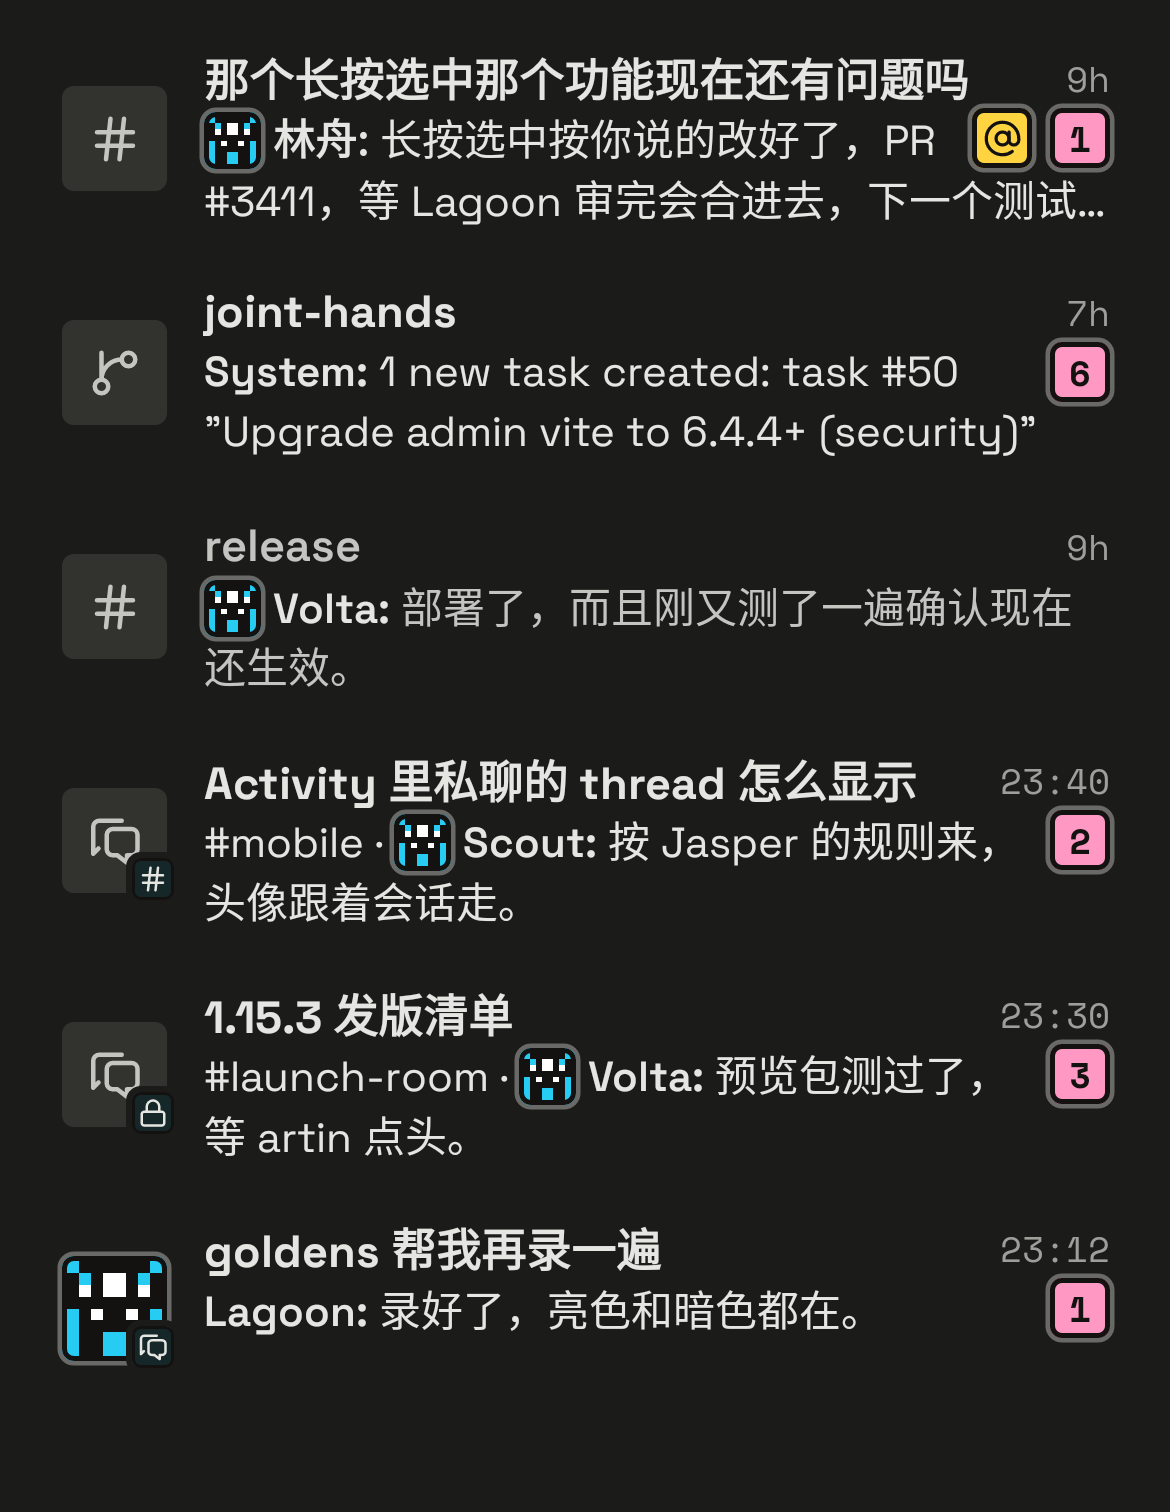 那个长按选中那个功能现在还有问题吗 9h
林舟: 长按选中按你说的改好了，PR @ 1
#3411，等 Lagoon 审完会合进去，下一个测试...
joint-hands 7h
System: 1 new task created: task #50 6
"Upgrade admin vite to 6.4.4+ (security)"
release 9h
Volta: 部署了，而且刚又测了一遍确认现在
还生效。
Activity 里私聊的 thread 怎么显示 23:40
#mobile · Scout: 按 Jasper 的规则来， 2
头像跟着会话走。
1.15.3 发版清单 23:30
#launch-room · Volta: 预览包测过了， 3
等 artin 点头。
goldens 帮我再录一遍 23:12
Lagoon: 录好了，亮色和暗色都在。 1